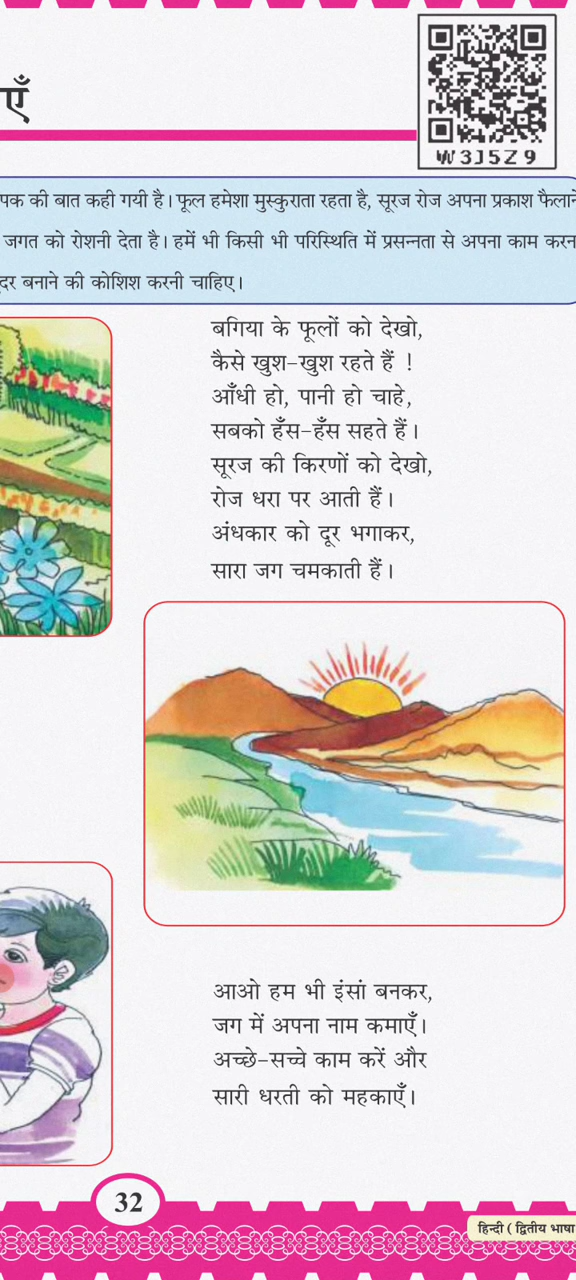 एँ
W3J5Z9
पक की बात कही गयी है। फूल हमेशा मुस्कुराता रहता है, सूरज रोज अपना प्रकाश फैलाने
जगत को रोशनी देता है। हमें भी किसी भी परिस्थिति में प्रसन्नता से अपना काम करन
दर बनाने की कोशिश करनी चाहिए।
बगिया के फूलों को देखो,
कैसे खुश-खुश रहते हैं !
आँधी हो, पानी हो चाहे,
सबको हँस-हँस सहते हैं।
सूरज की किरणों को देखो,
रोज धरा पर आती हैं।
अंधकार को दूर भगाकर,
सारा जग चमकाती हैं।
आओ हम भी इंसां बनकर,
जग में अपना नाम कमाएँ।
अच्छे-सच्चे काम करें और
सारी धरती को महकाएँ।
32
हिन्दी ( द्वितीय भाषा